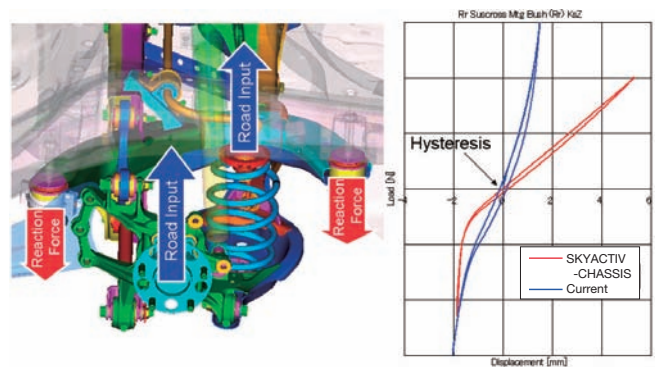 Road Input
Road Input
Reaction
Force
Reaction
Force
Rr Suscross Mtg Bush (Rr) KsZ
Load [N]
Hysteresis
-4
-2
0
2
4
6
SKYACTIV
-CHASSIS
Current
Displacement [mm]